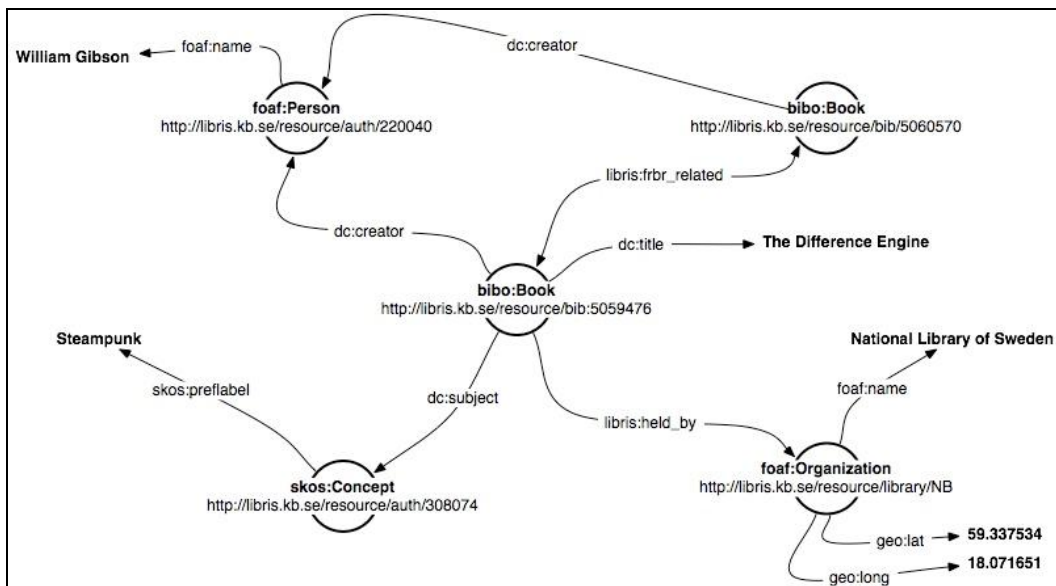 dc:creator
foaf:name
William Gibson
foaf:Person
http://libris.kb.se/resource/auth/220040
bibo:Book
http://libris.kb.se/resource/bib/5060570
libris:frbr_related
dc:creator
dc:title
The Difference Engine
bibo:Book
http://libris.kb.se/resource/bib:5059476
Steampunk
National Library of Sweden
skos:preflabel
dc:subject
foaf:name
libris:held_by
foaf:Organization
http://libris.kb.se/resource/library/NB
skos:Concept
http://libris.kb.se/resource/auth/308074
geo:lat
59.337534
geo:long
18.071651